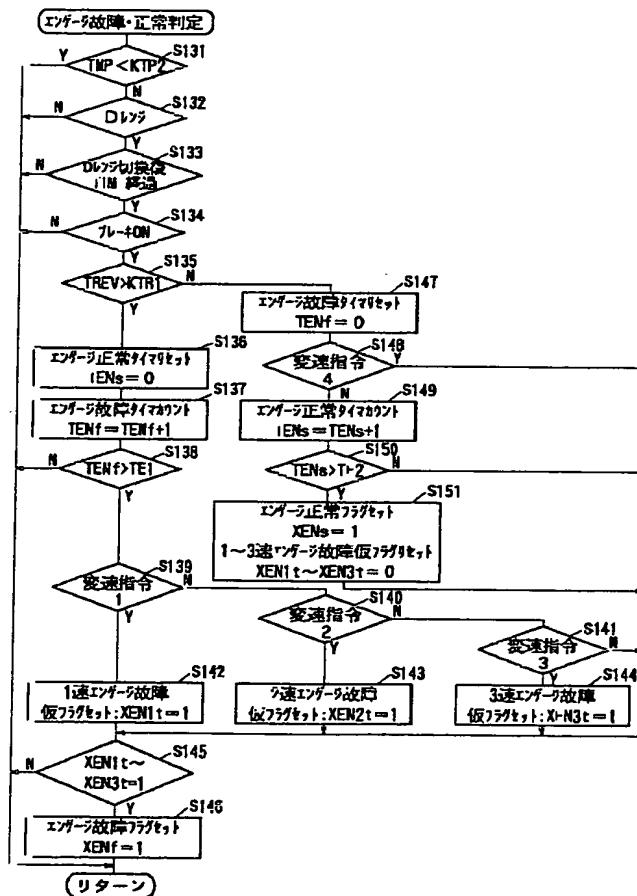 エンゲージ故障・正常判定
S131
Y
TMP<KTP2
N
S132
N
Dレンジ
Y
S133
N
Dレンジ切換後
経過
Y
S134
N
ブレーキON
Y
S135
TREV>KTR1
N
Y
S147
エンゲージ故障タイマリセット
TENf=0
S136
エンゲージ正常タイマリセット
TENs=0
S148
変速指令
4
Y
N
S137
エンゲージ故障タイマカウント
TENf=TENf+1
S149
エンゲージ正常タイマカウント
TENs=TENs+1
S138
N
TENf>TE1
Y
S150
TENs>TE2
N
Y
S151
エンゲージ正常フラグセット
XENs=1
1~3速エンゲージ故障仮フラグリセット
XEN1t~XEN3t=0
S139
変速指令
1
N
Y
S140
変速指令
2
N
Y
S141
変速指令
3
N
Y
S142
1速エンゲージ故障
仮フラグセット:XEN1t=1
S143
2速エンゲージ故障
仮フラグセット:XEN2t=1
S144
3速エンゲージ故障
仮フラグセット:XEN3t=1
S145
N
XEN1t~
XEN3t=1
Y
S146
エンゲージ故障フラグセット
XENf=1
リターン